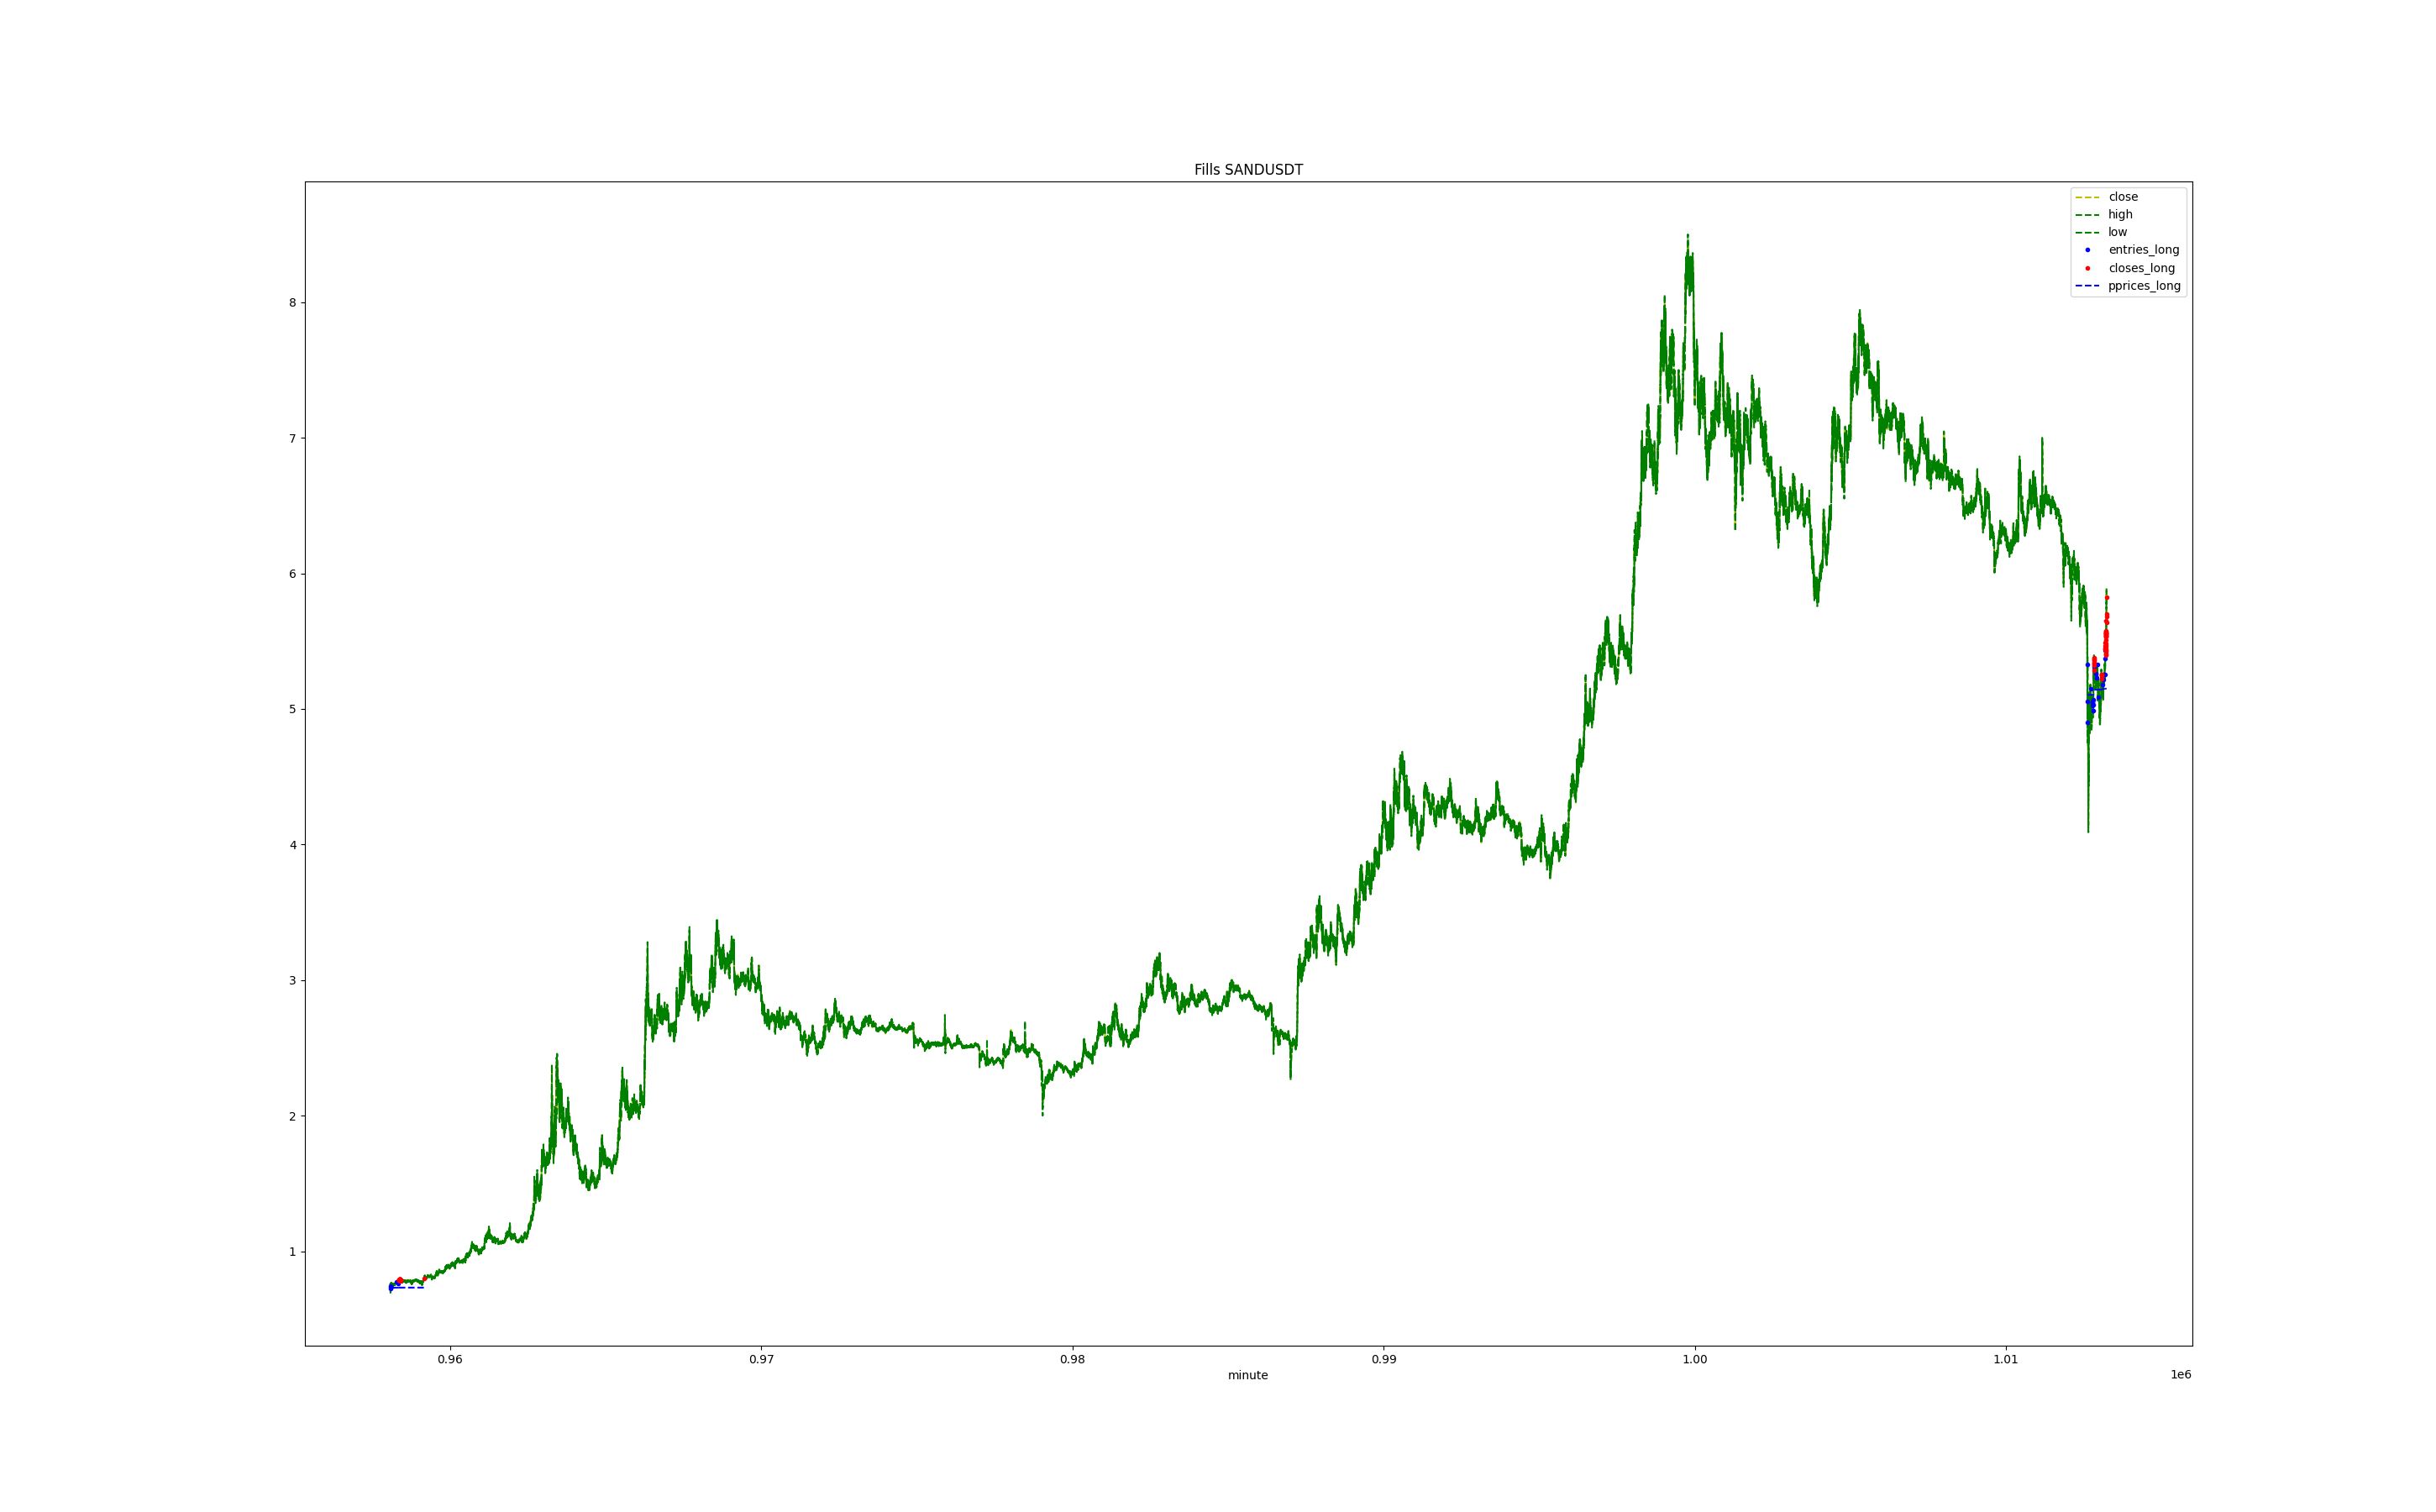 Fills SANDUSDT
close
high
low
entries_long
closes_long
pprices_long
8
7
6
5
4
3
2
1
0.96 0.97 0.98 0.99 1.00 1.01
minute
1e6